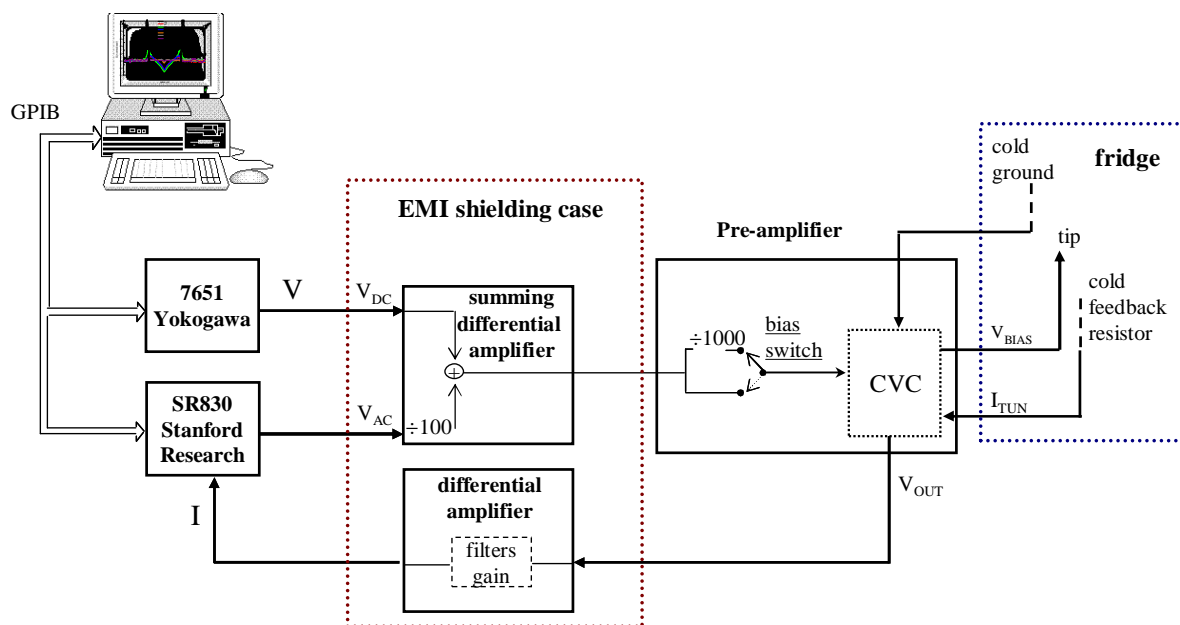 GPIB
cold
ground
fridge
EMI shielding case
Pre-amplifier
tip
7651
Yokogawa
V
V_DC
summing
differential
amplifier
÷1000
bias
switch
cold
feedback
resistor
V_BIAS
CVC
SR830
Stanford
Research
V_AC
÷100
I_TUN
V_OUT
I
differential
amplifier
filters
gain